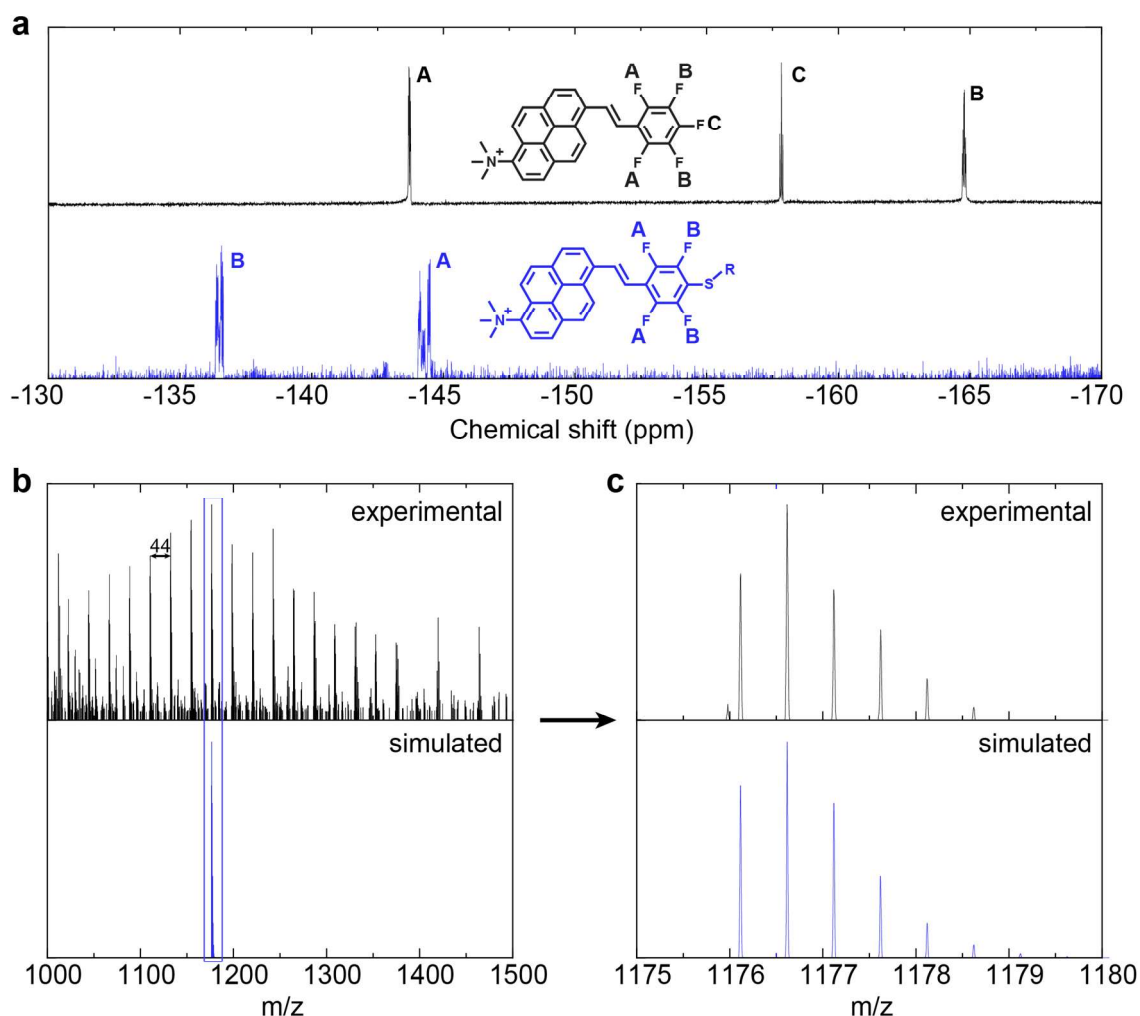 a
A
A
B
C
B
F
F
F C
N+
F
F
A
B
B
A
A
B
F
F
S
R
N+
F
F
A
B
-130
-135
-140
-145
-150
-155
-160
-165
-170
Chemical shift (ppm)
b
c
experimental
experimental
44
simulated
simulated
1000
1100
1200
1300
1400
1500
1175
1176
1177
1178
1179
1180
m/z
m/z